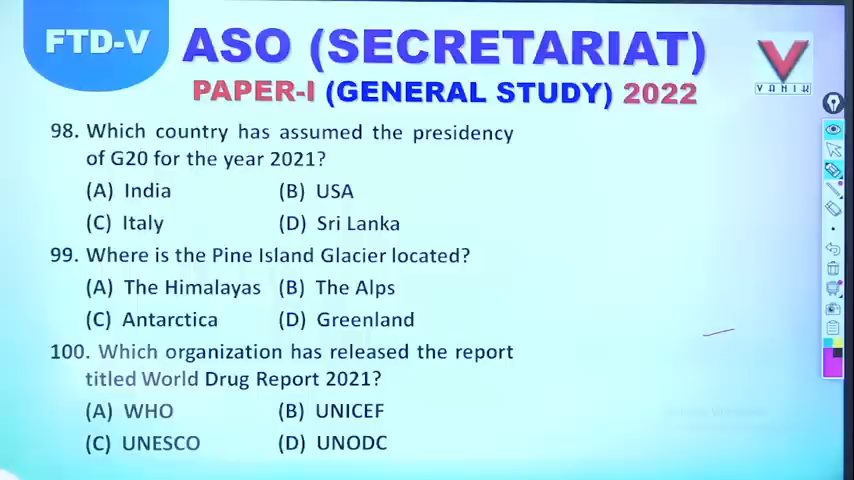 FTD-V
ASO (SECRETARIAT)
PAPER-I (GENERAL STUDY) 2022
VANIK
98. Which country has assumed the presidency
of G20 for the year 2021?
(A) India (B) USA
(C) Italy (D) Sri Lanka
99. Where is the Pine Island Glacier located?
(A) The Himalayas (B) The Alps
(C) Antarctica (D) Greenland
100. Which organization has released the report
titled World Drug Report 2021?
(A) WHO (B) UNICEF
(C) UNESCO (D) UNODC